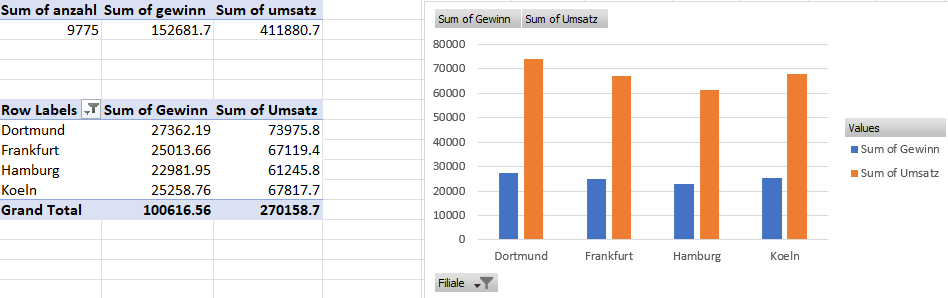 Sum of anzahl Sum of gewinn Sum of umsatz
9775 152681.7 411880.7
Row Labels Sum of Gewinn Sum of Umsatz
Dortmund 27362.19 73975.8
Frankfurt 25013.66 67119.4
Hamburg 22981.95 61245.8
Koeln 25258.76 67817.7
Grand Total 100616.56 270158.7
Sum of Gewinn Sum of Umsatz
80000
70000
60000
50000
40000
30000
20000
10000
0
Dortmund Frankfurt Hamburg Koeln
Values
Sum of Gewinn
Sum of Umsatz
Filiale